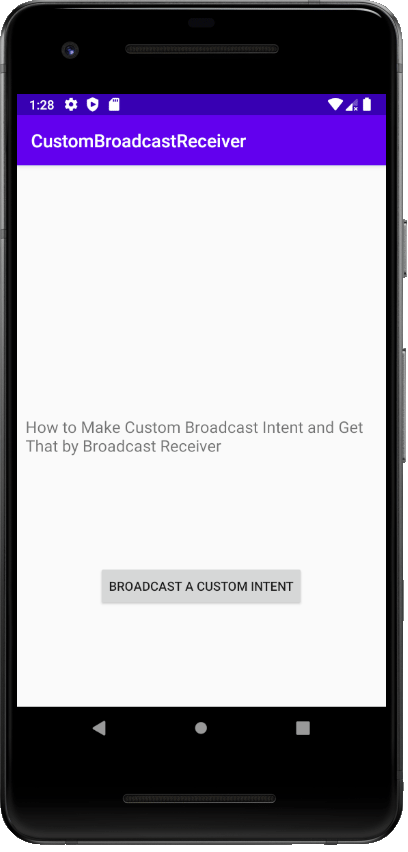 1:28
CustomBroadcastReceiver
How to Make Custom Broadcast Intent and Get
That by Broadcast Receiver
BROADCAST A CUSTOM INTENT